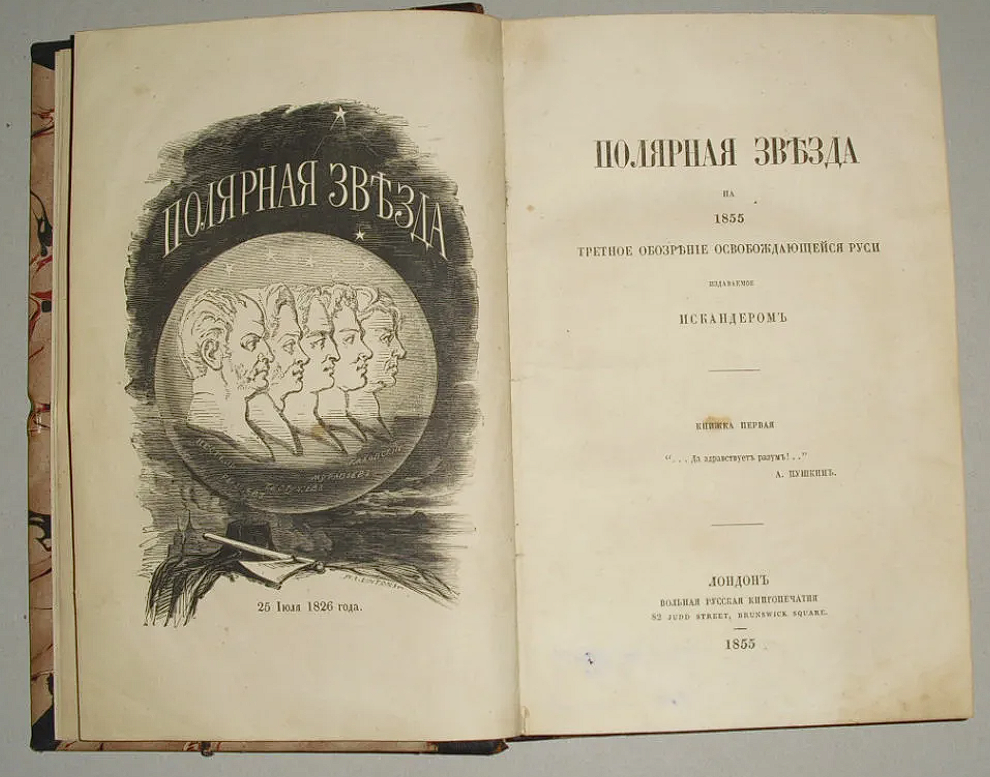 ПОЛЯРНАЯ ЗВѢЗДА
25 Іюля 1826 года.
ПОЛЯРНАЯ ЗВѢЗДА
НА
1855
ТРЕТНОЕ ОБОЗРѢНІЕ ОСВОБОЖДАЮЩЕЙСЯ РУСИ
ИЗДАВАЕМОЕ
ИСКАНДЕРОМЪ
КНИЖКА ПЕРВАЯ
“. . . Да здравствуетъ разумъ! . .”
А. ПУШКИНЪ.
ЛОНДОНЪ
ВОЛЬНАЯ РУССКАЯ КНИГОПЕЧАТНЯ
82 JUDD STREET, BRUNSWICK SQUARE.
1855